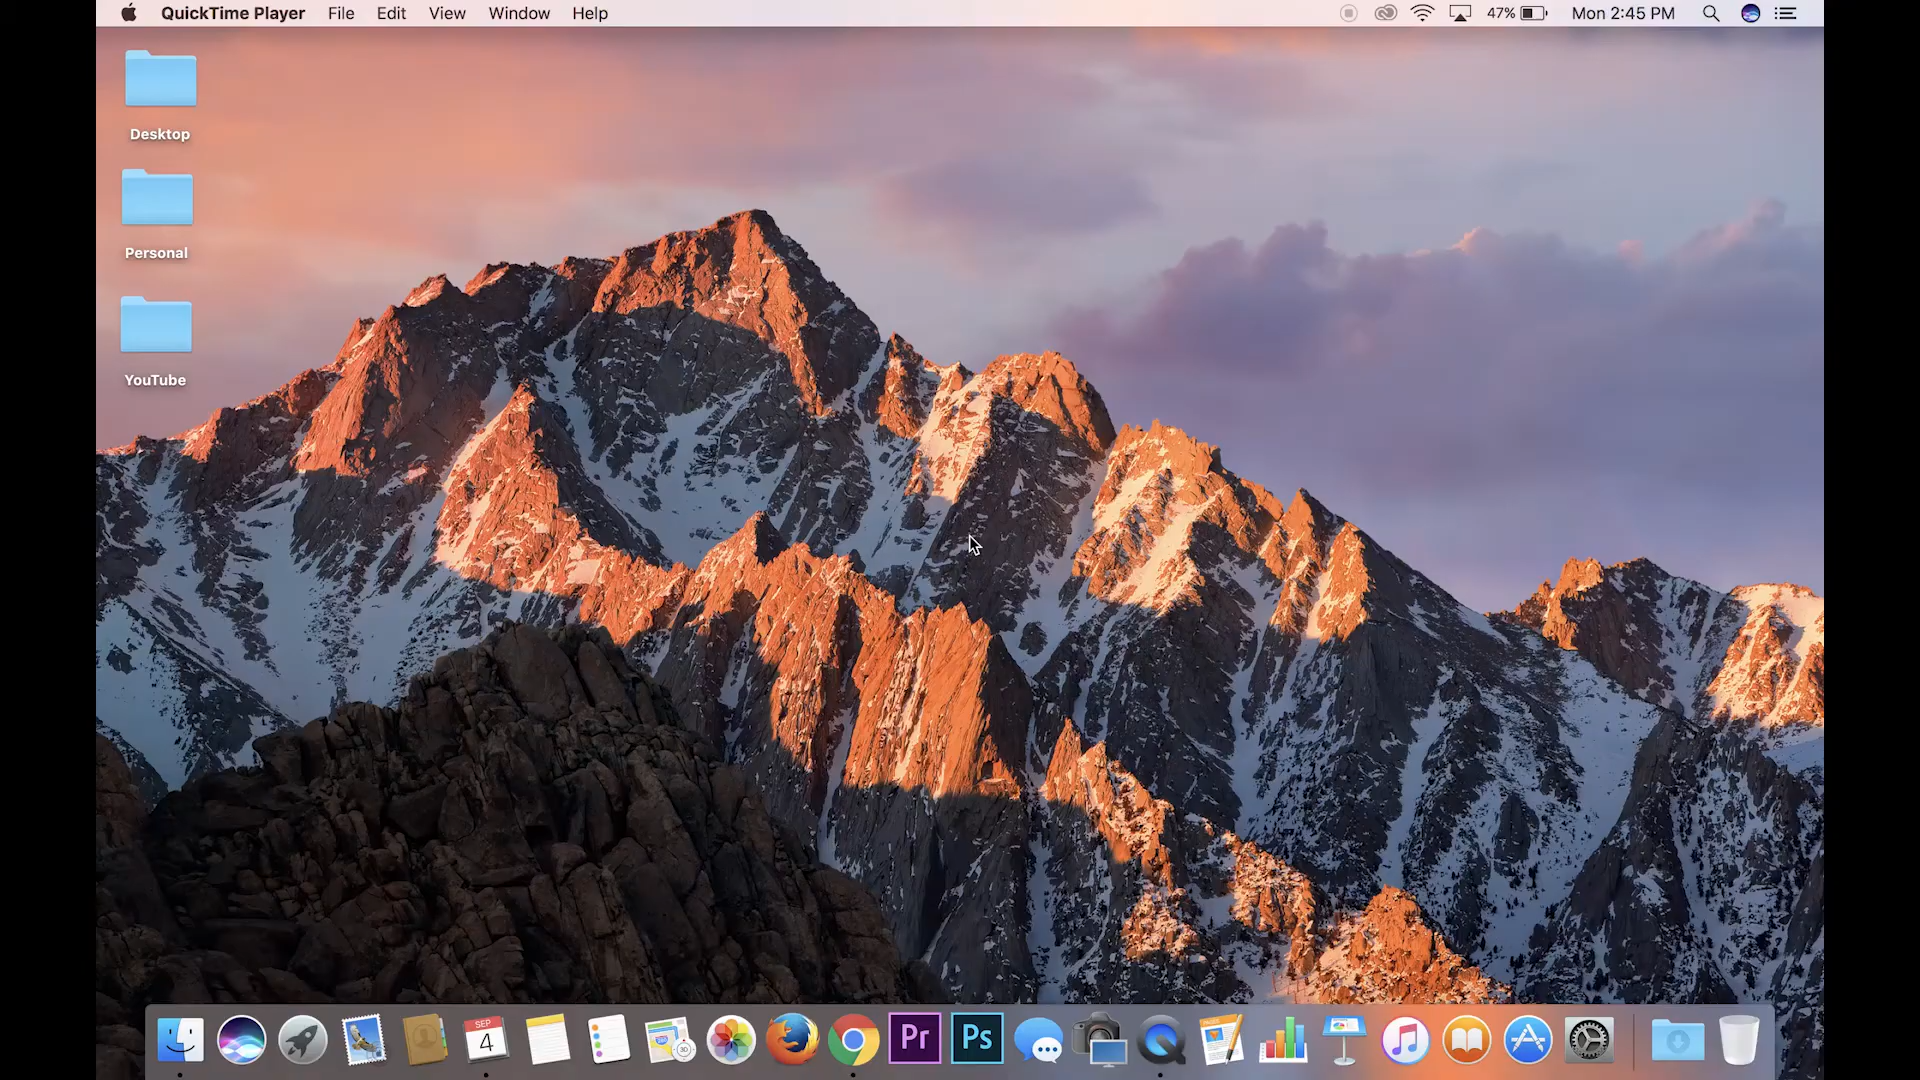 QuickTime Player File Edit View Window Help 47% Mon 2:45 PM
Desktop
Personal
YouTube
SEP
4
Pr
Ps